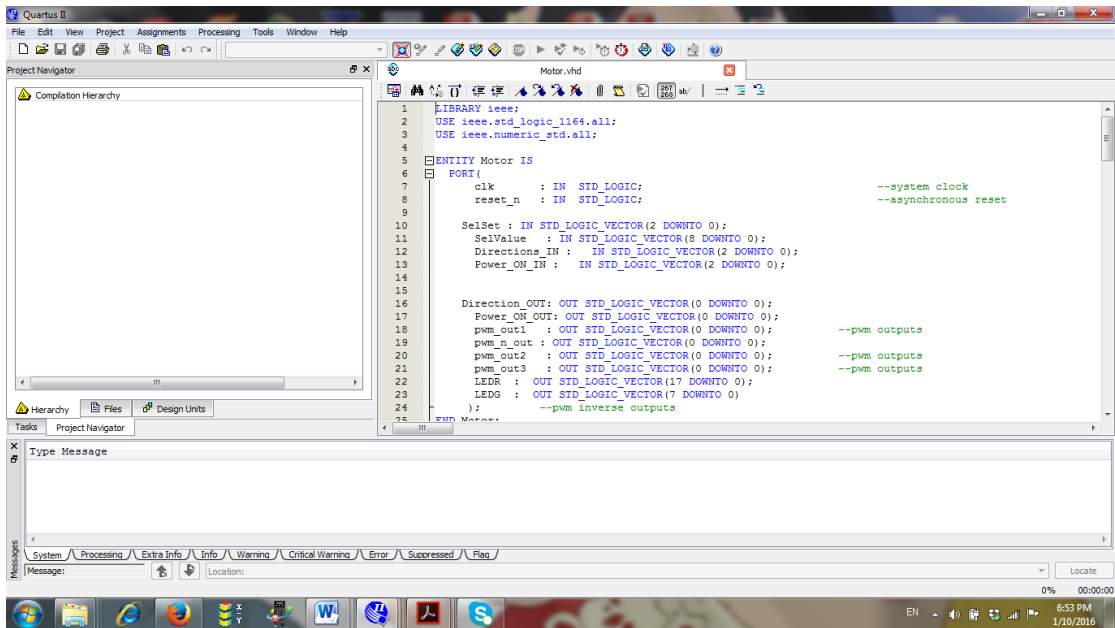 Quartus II
File Edit View Project Assignments Processing Tools Window Help
Project Navigator
Motor.vhd
Compilation Hierarchy
267
268
ab/
1 LIBRARY ieee;
2 USE ieee.std_logic_1164.all;
3 USE ieee.numeric_std.all;
4
5 ENTITY Motor IS
6 PORT(
7 clk : IN STD_LOGIC; --system clock
8 reset_n : IN STD_LOGIC; --asynchronous reset
9
10 SelSet : IN STD_LOGIC_VECTOR(2 DOWNTO 0);
11 SelValue : IN STD_LOGIC_VECTOR(8 DOWNTO 0);
12 Directions_IN : IN STD_LOGIC_VECTOR(2 DOWNTO 0);
13 Power_ON_IN : IN STD_LOGIC_VECTOR(2 DOWNTO 0);
14
15
16 Direction_OUT: OUT STD_LOGIC_VECTOR(0 DOWNTO 0);
17 Power_ON_OUT: OUT STD_LOGIC_VECTOR(0 DOWNTO 0);
18 pwm_out1 : OUT STD_LOGIC_VECTOR(0 DOWNTO 0); --pwm outputs
19 pwm_n_out : OUT STD_LOGIC_VECTOR(0 DOWNTO 0);
20 pwm_out2 : OUT STD_LOGIC_VECTOR(0 DOWNTO 0); --pwm outputs
21 pwm_out3 : OUT STD_LOGIC_VECTOR(0 DOWNTO 0); --pwm outputs
22 LEDR : OUT STD_LOGIC_VECTOR(17 DOWNTO 0);
23 LEDG : OUT STD_LOGIC_VECTOR(7 DOWNTO 0)
24 ); --pwm inverse outputs
25 END Motor;
Hierarchy Files Design Units
Tasks Project Navigator
Type Message
System Processing Extra Info Info Warning Critical Warning Error Suppressed Flag
Messages
Message: Location: Locate
0% 00:00:00
EN 6:53 PM
1/10/2016